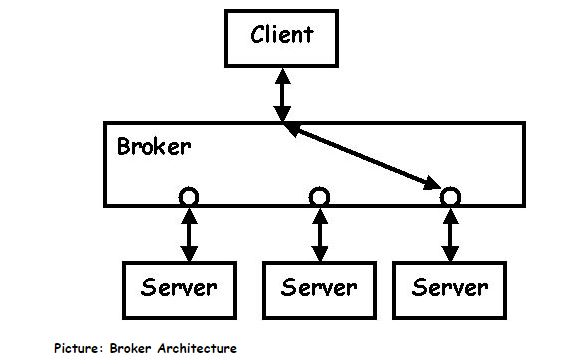 Client
Broker
Server
Server
Server
Picture: Broker Architecture